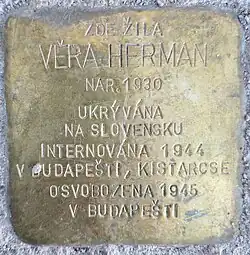 ZDE ŽILA
VĚRA HERMAN
NAR. 1930
UKRÝVÁNA
NA SLOVENSKU
INTERNOVÁNA 1944
V BUDAPEŠTI, KISTARCSE
OSVOBOZENA 1945
V BUDAPEŠTI